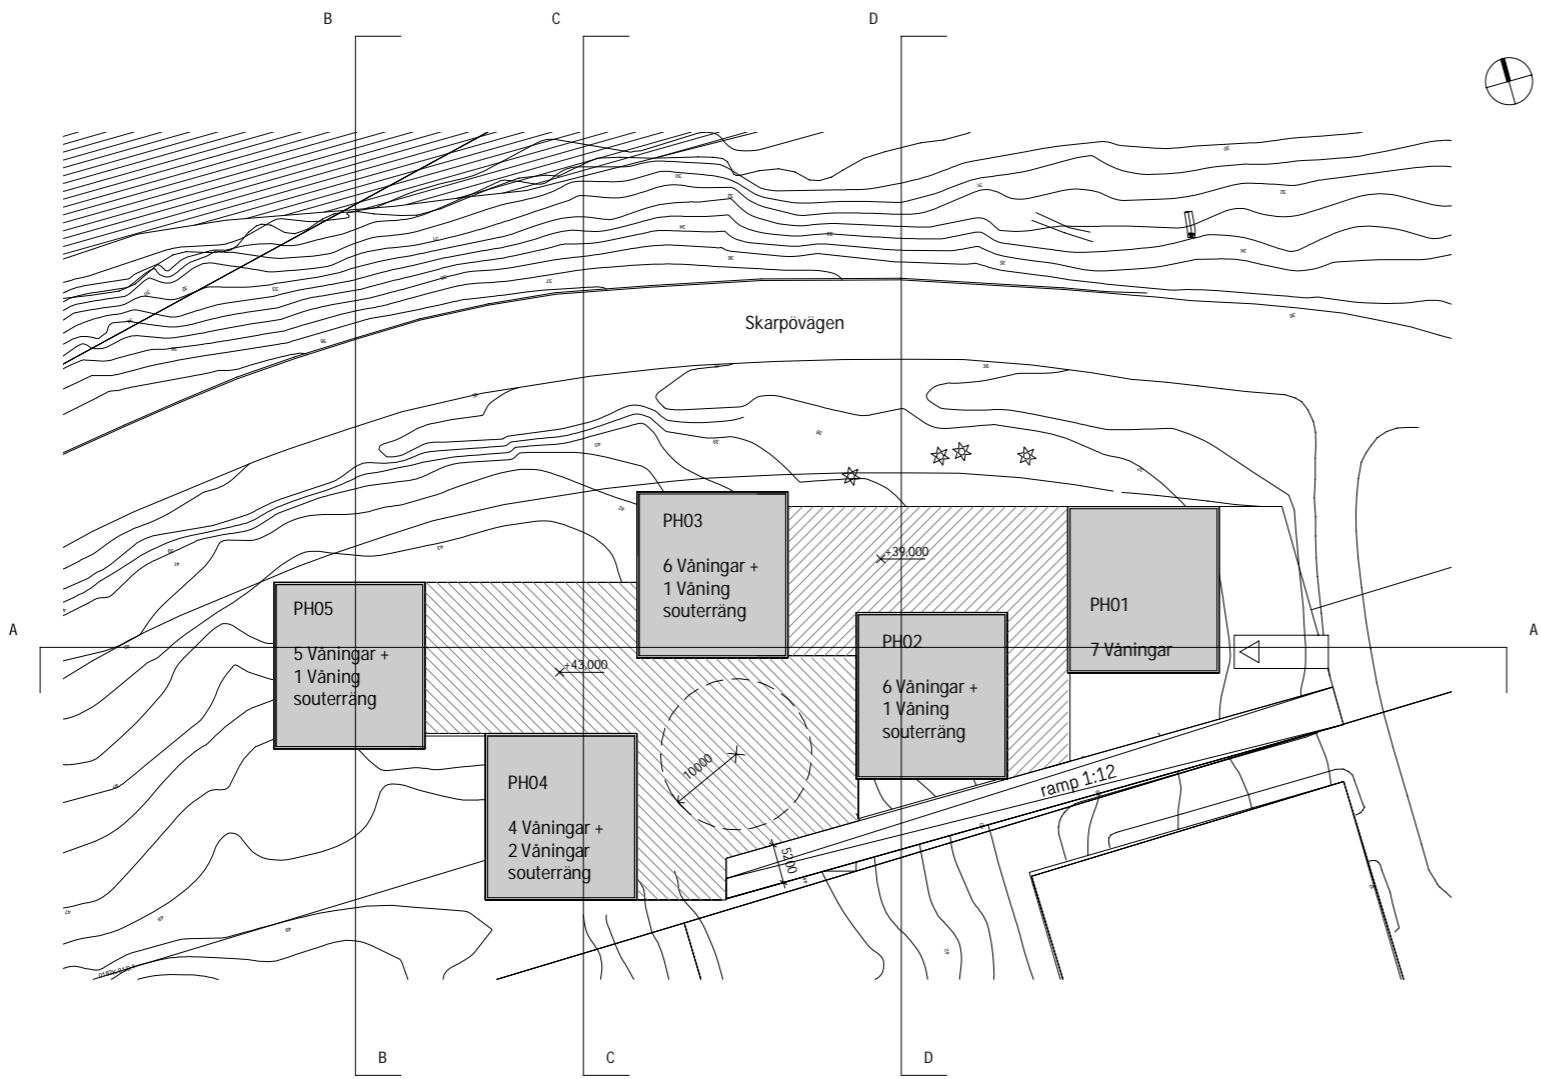 B
C
D
Skarpövägen
PH03
6 Våningar +
1 Våning
souterräng
+39.000
PH01
7 Våningar
PH05
5 Våningar +
1 Våning
souterräng
A
A
+43.000
PH02
6 Våningar +
1 Våning
souterräng
PH04
4 Våningar +
2 Våningar
souterräng
10000
ramp 1:12
5200
B
C
D